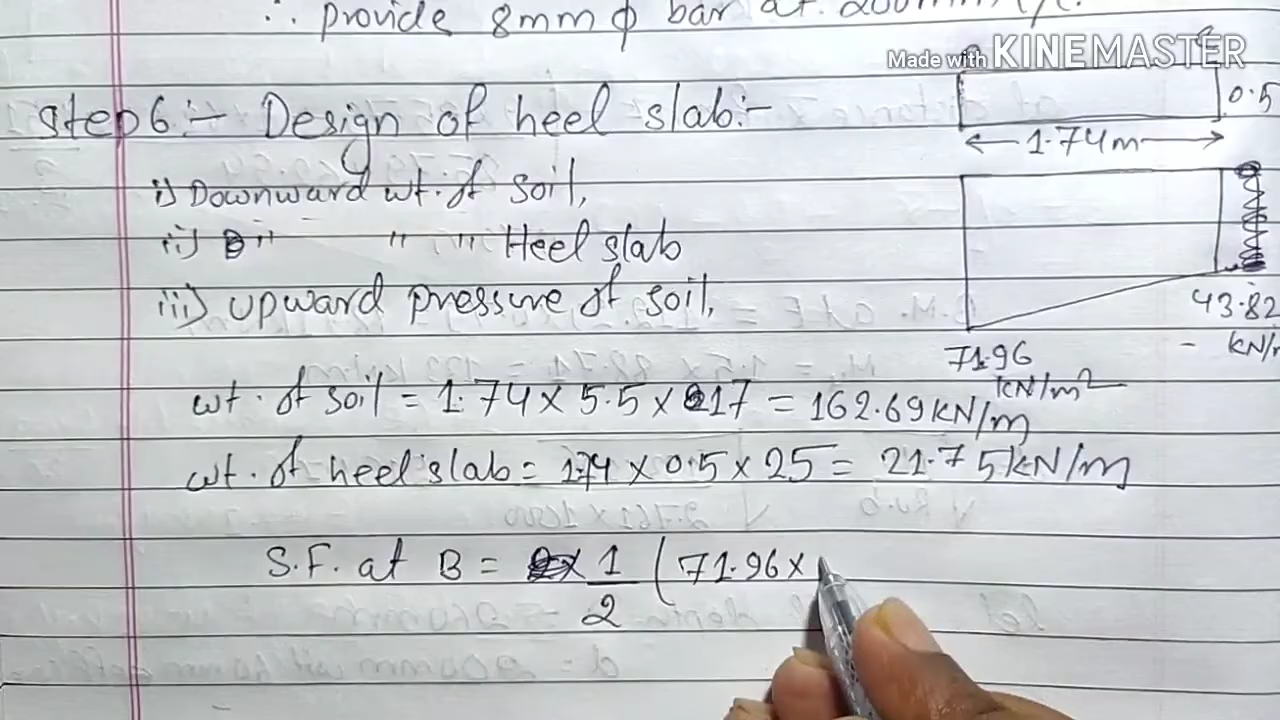 ∴ Provide 8mm ϕ bar at 200mm c/c.
Made with KINEMASTER
Step 6:- Design of heel slab:-
0.5
1.74m
i) Downward wt. of soil,
ii) " " " Heel slab
iii) upward pressure of soil,
43.82
KN/m
71.96
KN/m²
wt. of soil = 1.74 x 5.5 x 17 = 162.69 KN/m
wt. of heel slab = 1.74 x 0.5 x 25 = 21.75 KN/m
S.F. at B = 1/2 (71.96 x